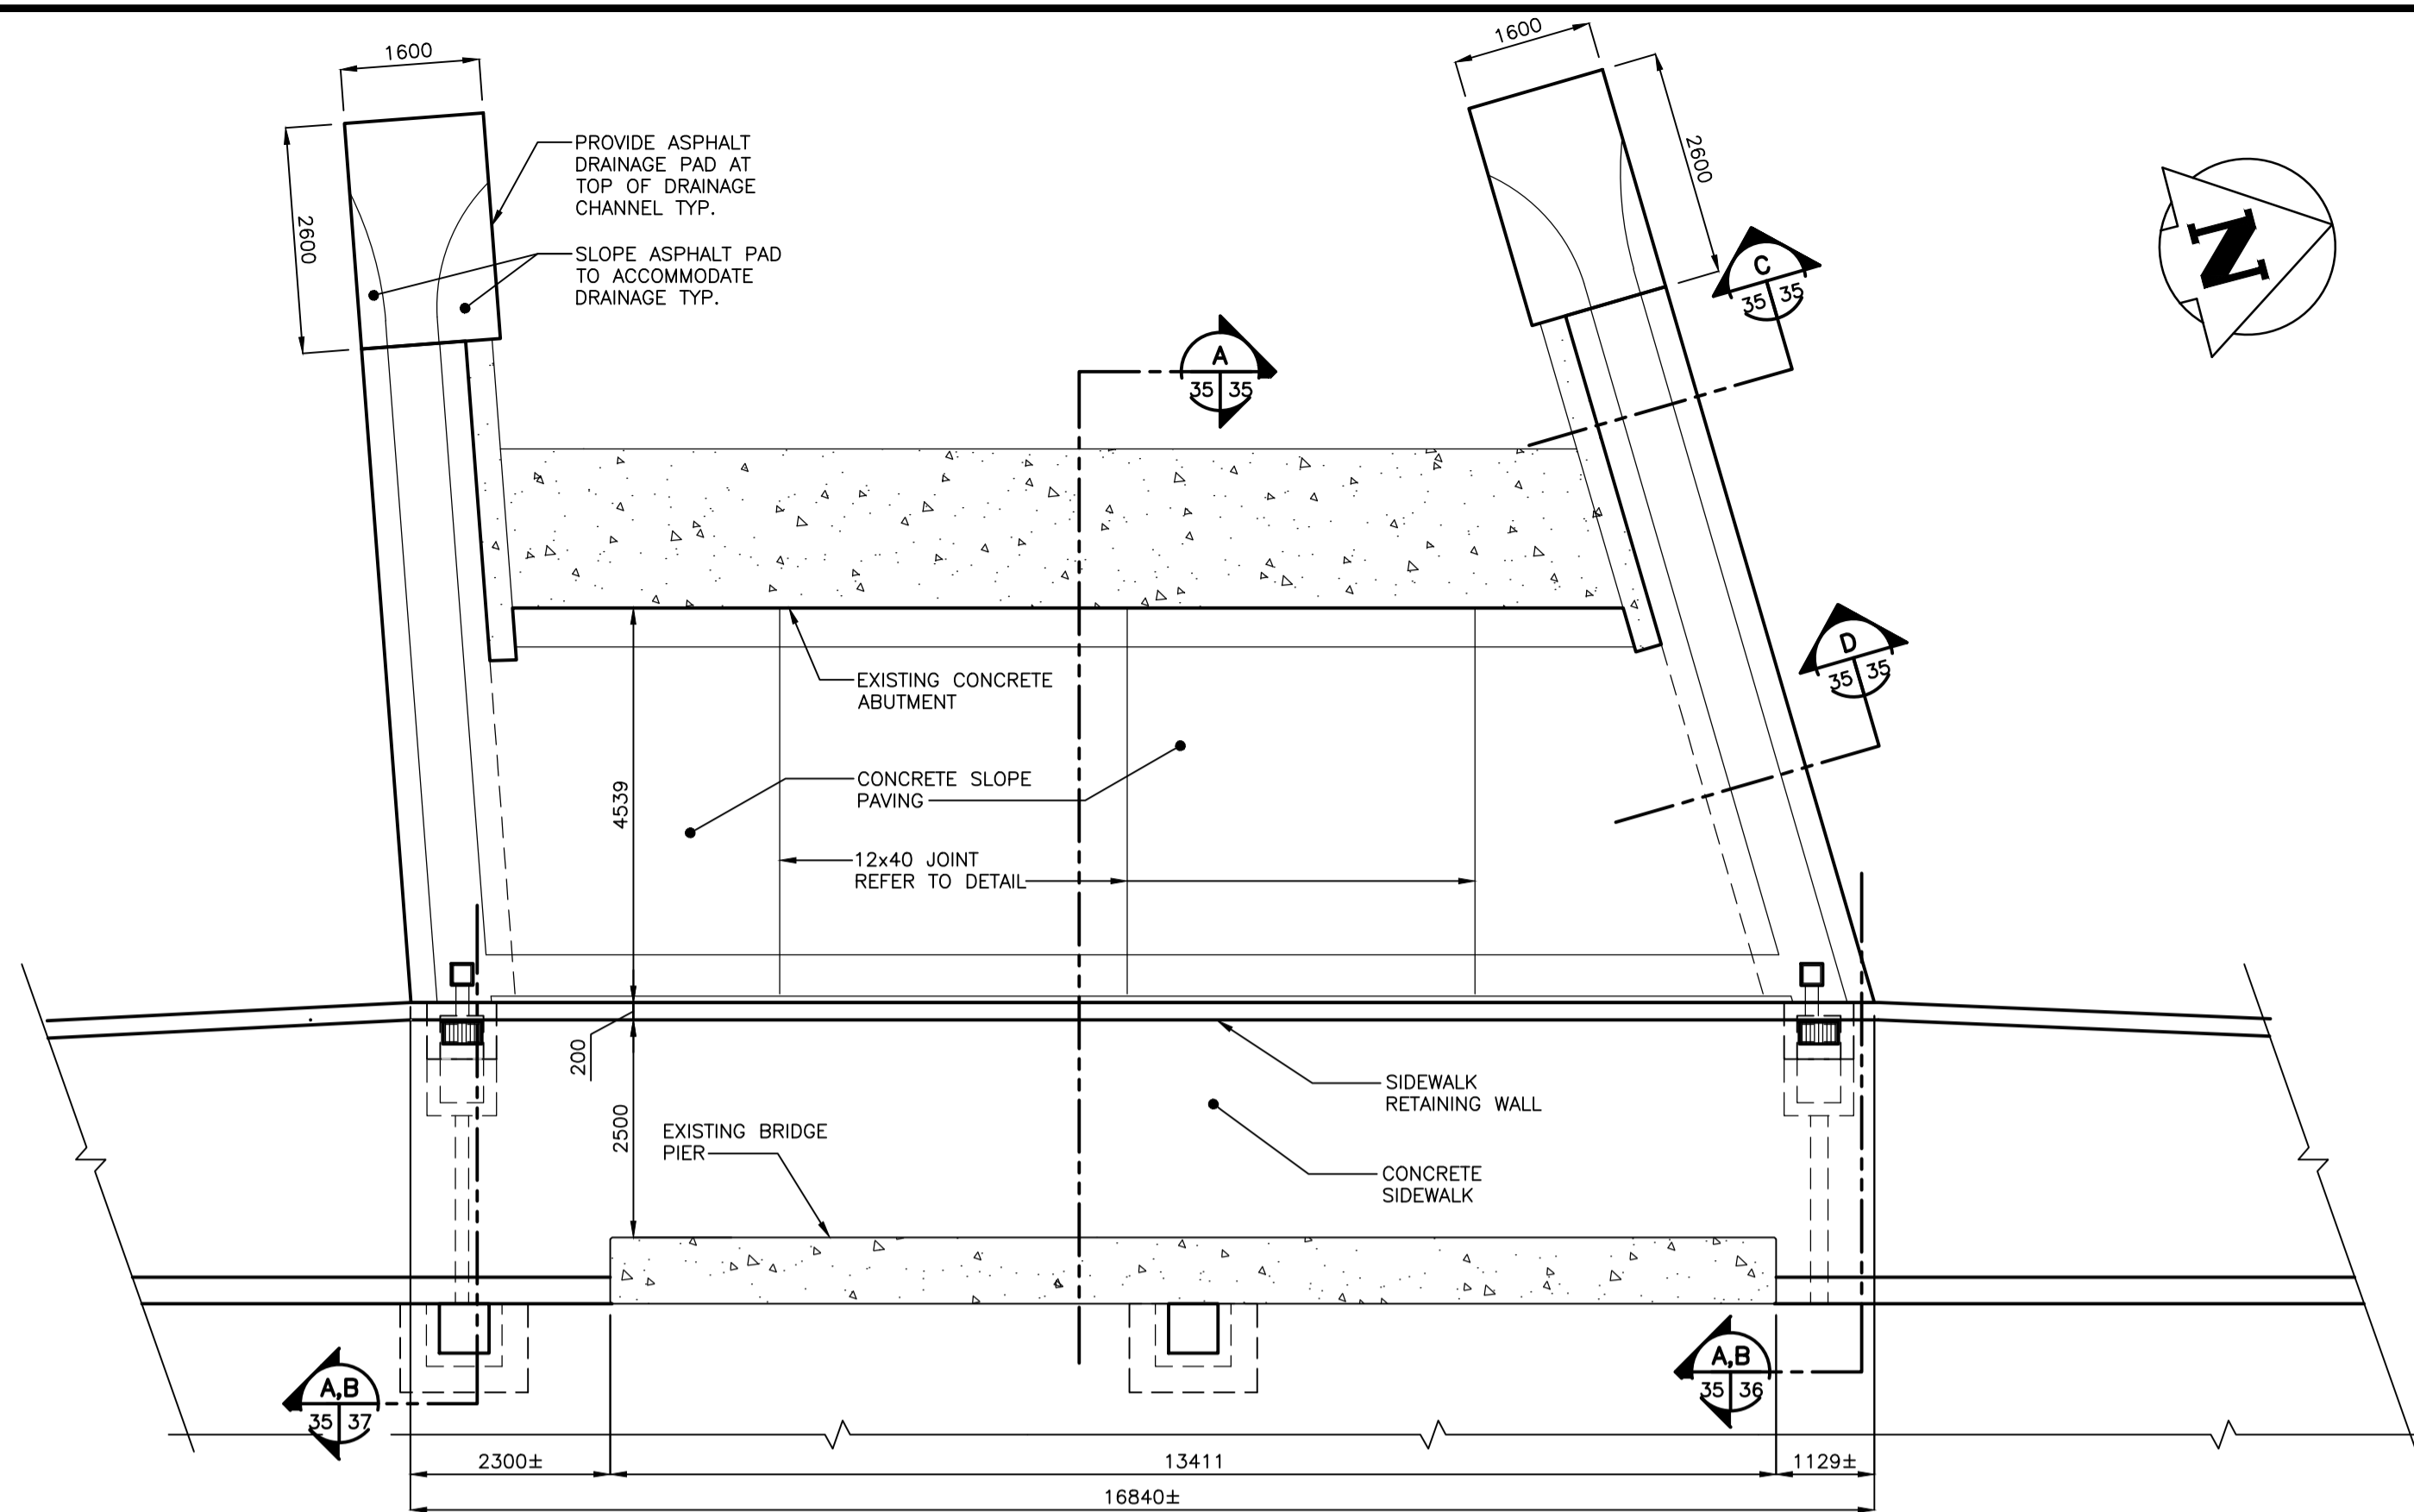 1600
1600
2600
2600
PROVIDE ASPHALT
DRAINAGE PAD AT
TOP OF DRAINAGE
CHANNEL TYP.
SLOPE ASPHALT PAD
TO ACCOMMODATE
DRAINAGE TYP.
N
C
35 35
A
35 35
D
35 35
EXISTING CONCRETE
ABUTMENT
4539
CONCRETE SLOPE
PAVING
12x40 JOINT
REFER TO DETAIL
200
2500
SIDEWALK
RETAINING WALL
EXISTING BRIDGE
PIER
CONCRETE
SIDEWALK
A,B
35 37
A,B
35 36
2300±
13411
1129±
16840±